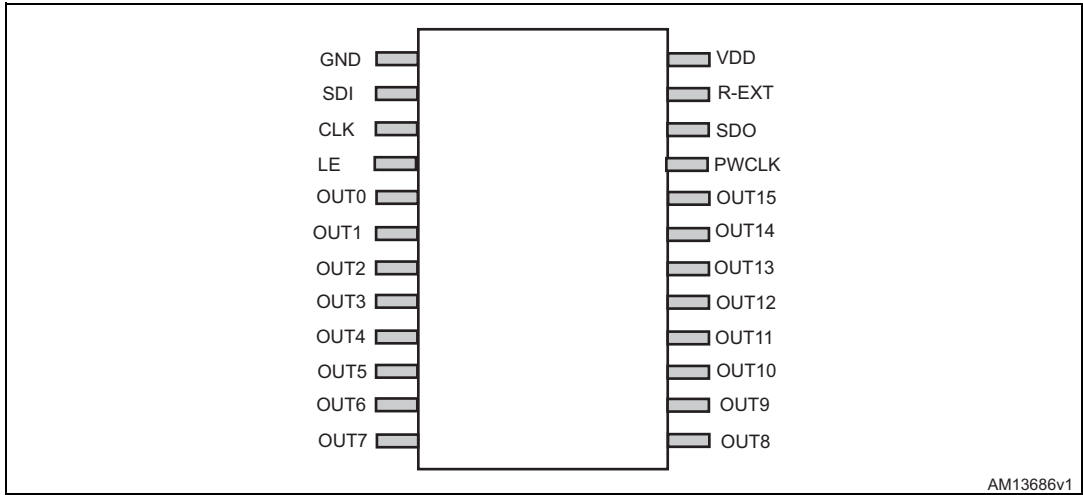 GND VDD
SDI R-EXT
CLK SDO
LE PWCLK
OUT0 OUT15
OUT1 OUT14
OUT2 OUT13
OUT3 OUT12
OUT4 OUT11
OUT5 OUT10
OUT6 OUT9
OUT7 OUT8
AM13686v1